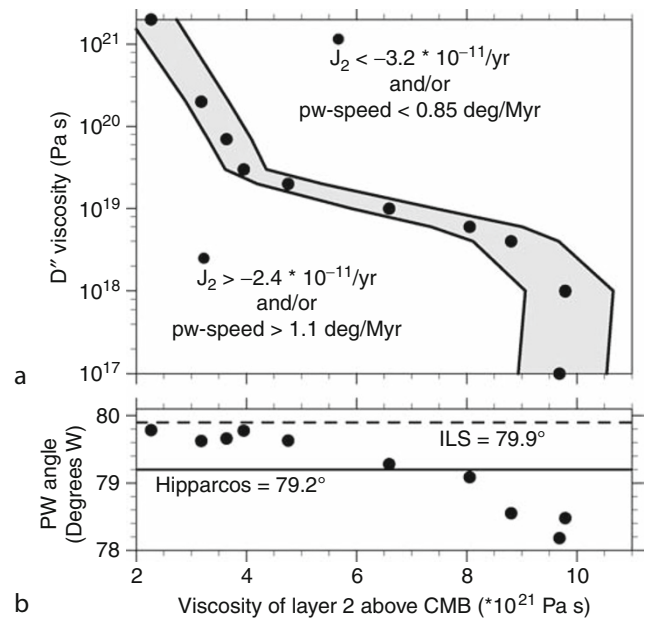 10²¹
J₂ < −3.2 * 10⁻¹¹/yr
and/or
pw-speed < 0.85 deg/Myr
10²⁰
D″ viscosity (Pa s)
10¹⁹
J₂ > −2.4 * 10⁻¹¹/yr
and/or
pw-speed > 1.1 deg/Myr
10¹⁸
10¹⁷
a
80
ILS = 79.9°
PW angle
(Degrees W)
79
Hipparcos = 79.2°
78
2 4 6 8 10
b
Viscosity of layer 2 above CMB (*10²¹ Pa s)